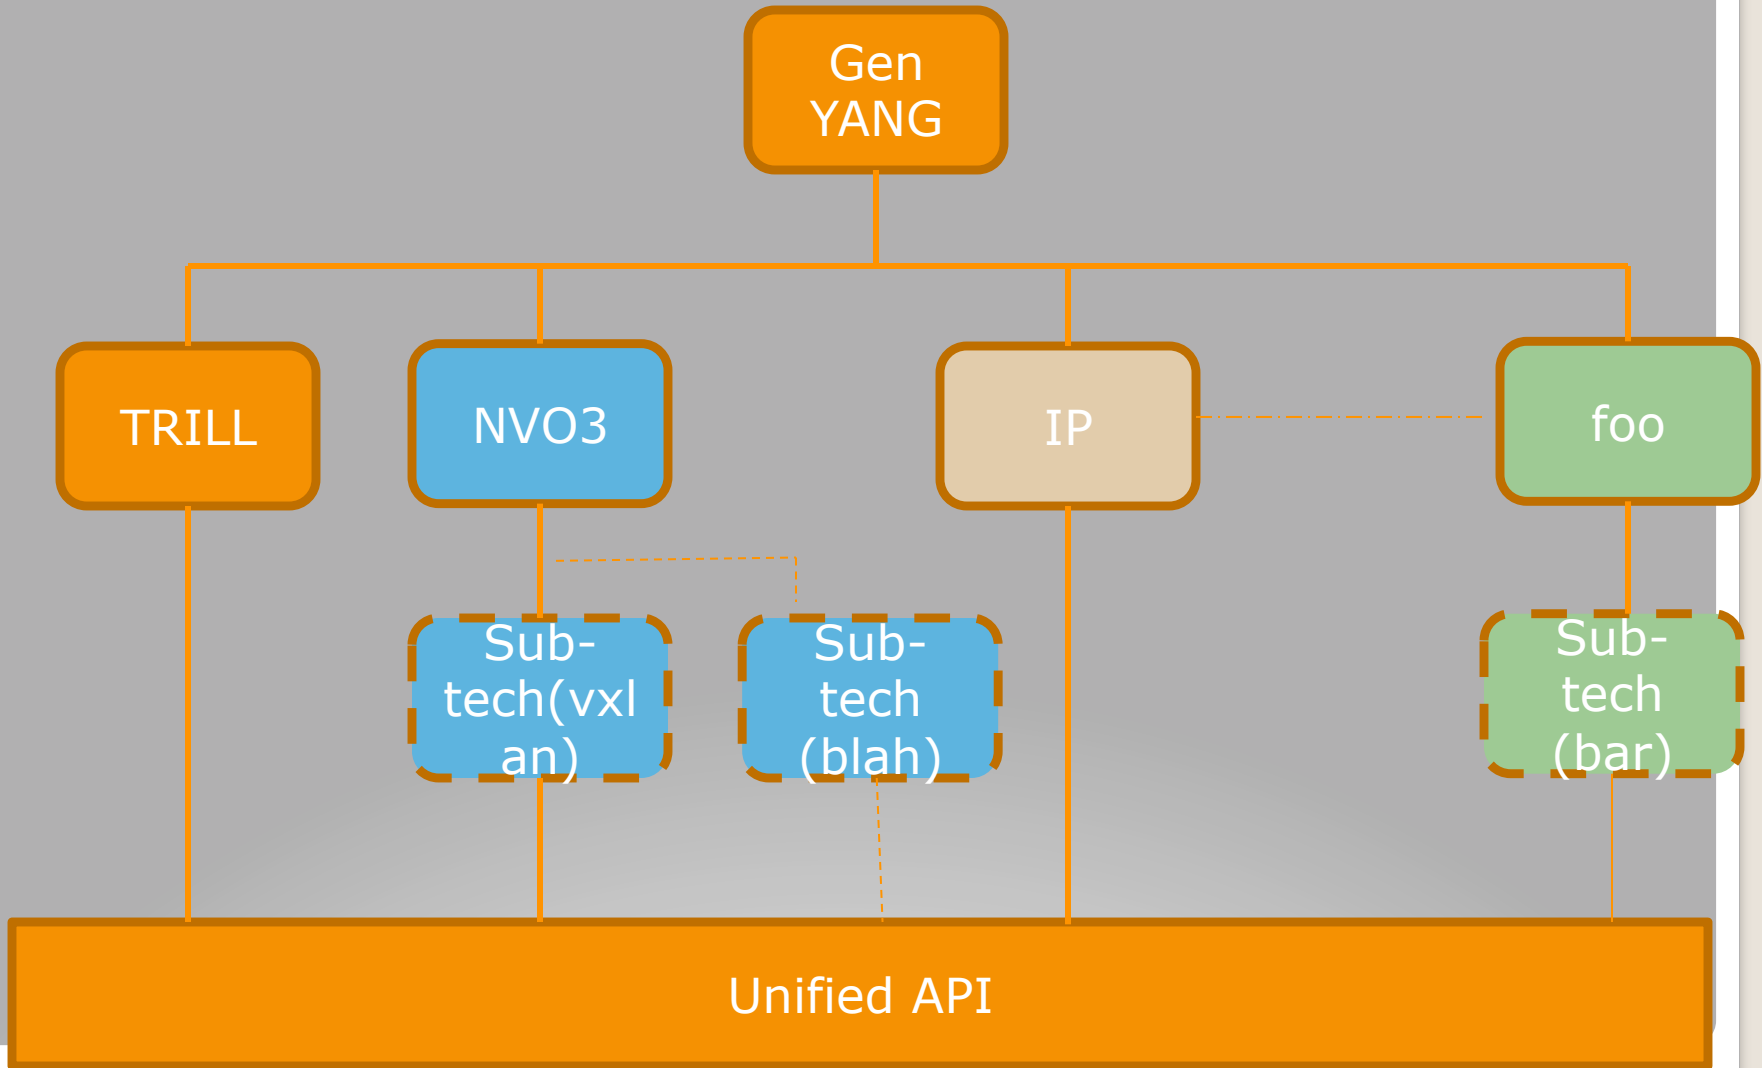 Gen
YANG
TRILL
NVO3
IP
foo
Sub-
tech(vxl
an)
Sub-
tech
(blah)
Sub-
tech
(bar)
Unified API